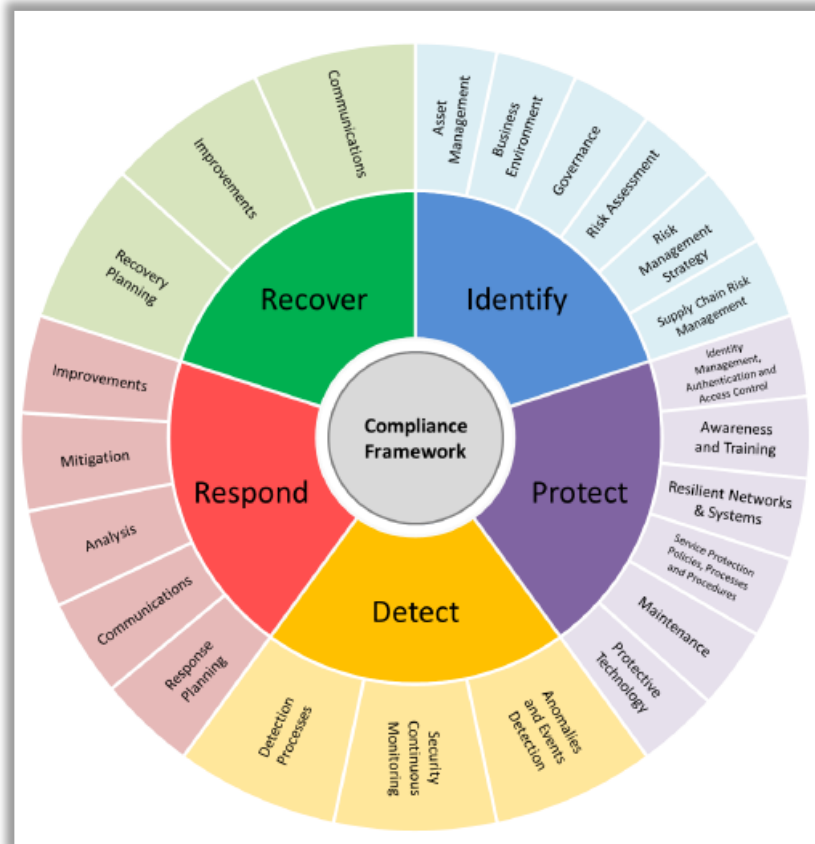 Compliance
Framework
Identify
Asset
Management
Business
Environment
Governance
Risk Assessment
Risk
Management
Strategy
Supply Chain Risk
Management
Protect
Identity
Management,
Authentication and
Access Control
Awareness
and Training
Resilient Networks
& Systems
Service Protection
Policies, Processes
and Procedures
Maintenance
Protective
Technology
Detect
Anomalies
and Events
Detection
Security
Continuous
Monitoring
Detection
Processes
Respond
Response
Planning
Communications
Analysis
Mitigation
Improvements
Recover
Recovery
Planning
Improvements
Communications